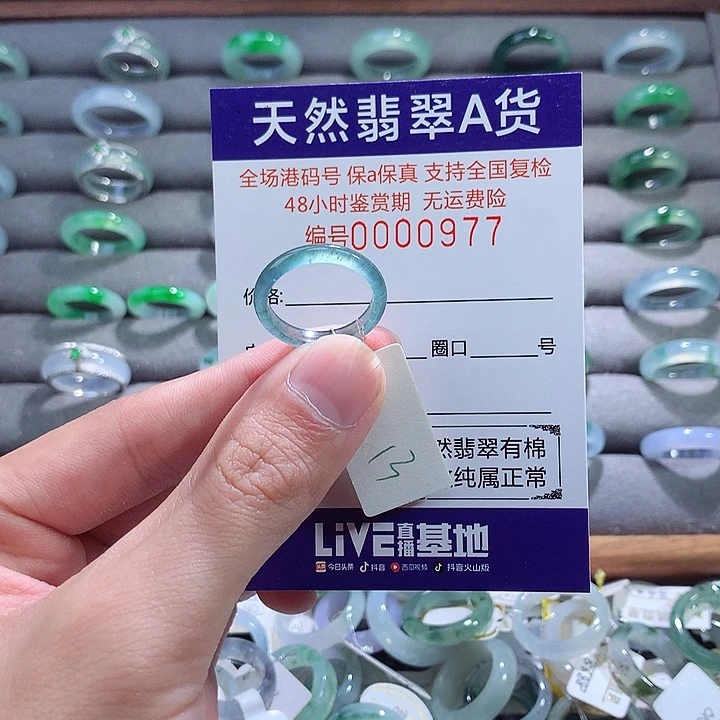 天然翡翠A货
全场港码号 保a保真 支持全国复检
48小时鉴赏期 无运费险
编号0000977
价格:
圈口 号
然翡翠有棉
纯属正常
13
LiVE直播基地
今日头条 抖音 西瓜视频 抖音火山版